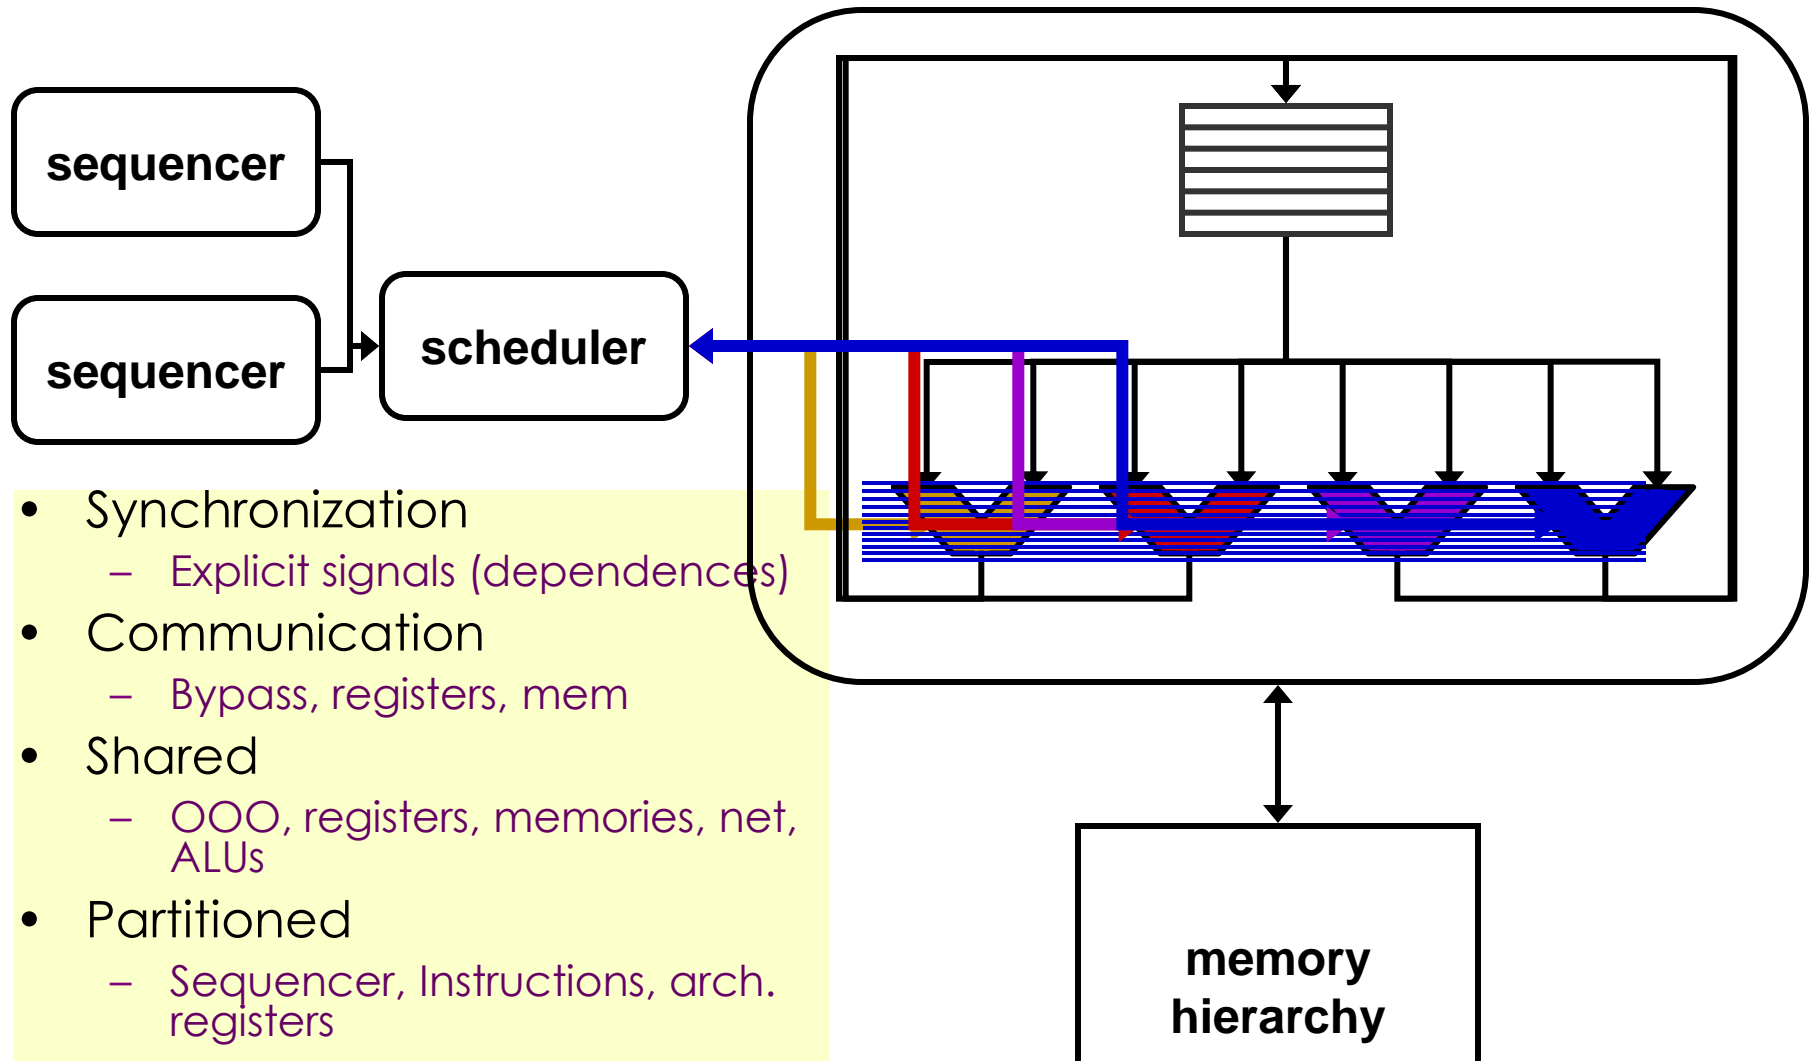 sequencer
sequencer
scheduler
• Synchronization
– Explicit signals (dependences)
• Communication
– Bypass, registers, mem
• Shared
– OOO, registers, memories, net,
ALUs
• Partitioned
– Sequencer, Instructions, arch.
registers
memory
hierarchy